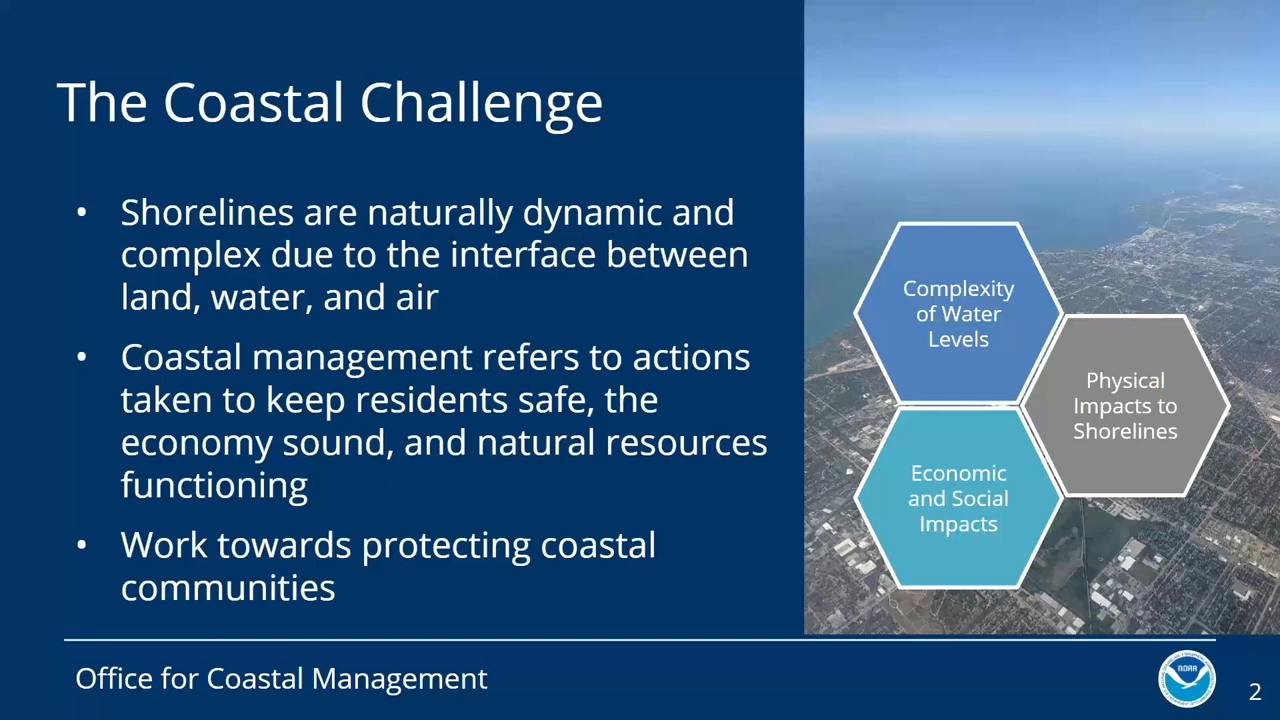 The Coastal Challenge
• Shorelines are naturally dynamic and
complex due to the interface between
land, water, and air
• Coastal management refers to actions
taken to keep residents safe, the
economy sound, and natural resources
functioning
• Work towards protecting coastal
communities
Complexity
of Water
Levels
Physical
Impacts to
Shorelines
Economic
and Social
Impacts
Office for Coastal Management
NOAA
2